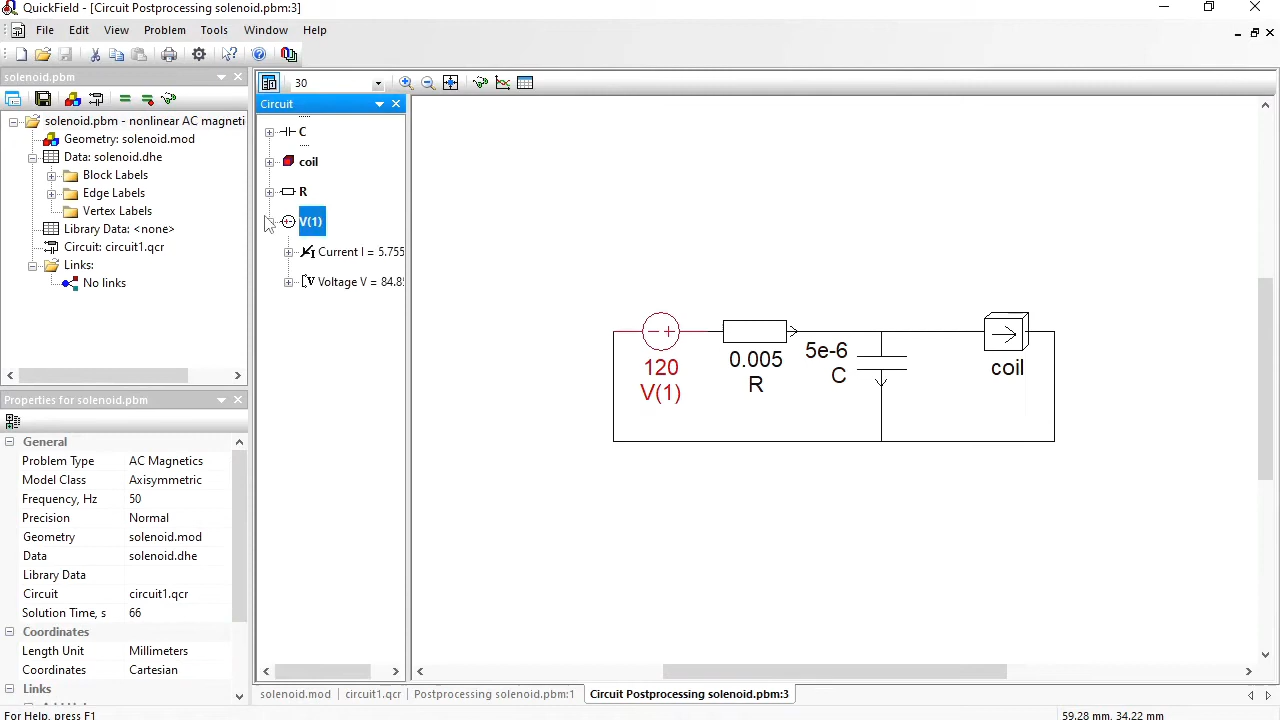 QuickField - [Circuit Postprocessing solenoid.pbm:3]
File Edit View Problem Tools Window Help
solenoid.pbm
solenoid.pbm - nonlinear AC magneti
Geometry: solenoid.mod
Data: solenoid.dhe
Block Labels
Edge Labels
Vertex Labels
Library Data: <none>
Circuit: circuit1.qcr
Links:
No links
Properties for solenoid.pbm
General
Problem Type AC Magnetics
Model Class Axisymmetric
Frequency, Hz 50
Precision Normal
Geometry solenoid.mod
Data solenoid.dhe
Library Data
Circuit circuit1.qcr
Solution Time, s 66
Coordinates
Length Unit Millimeters
Coordinates Cartesian
Links
30
Circuit
C
coil
R
V(1)
Current I = 5.755
Voltage V = 84.85
120
V(1)
0.005
R
5e-6
C
coil
solenoid.mod circuit1.qcr Postprocessing solenoid.pbm:1 Circuit Postprocessing solenoid.pbm:3
For Help, press F1
59.28 mm, 34.22 mm